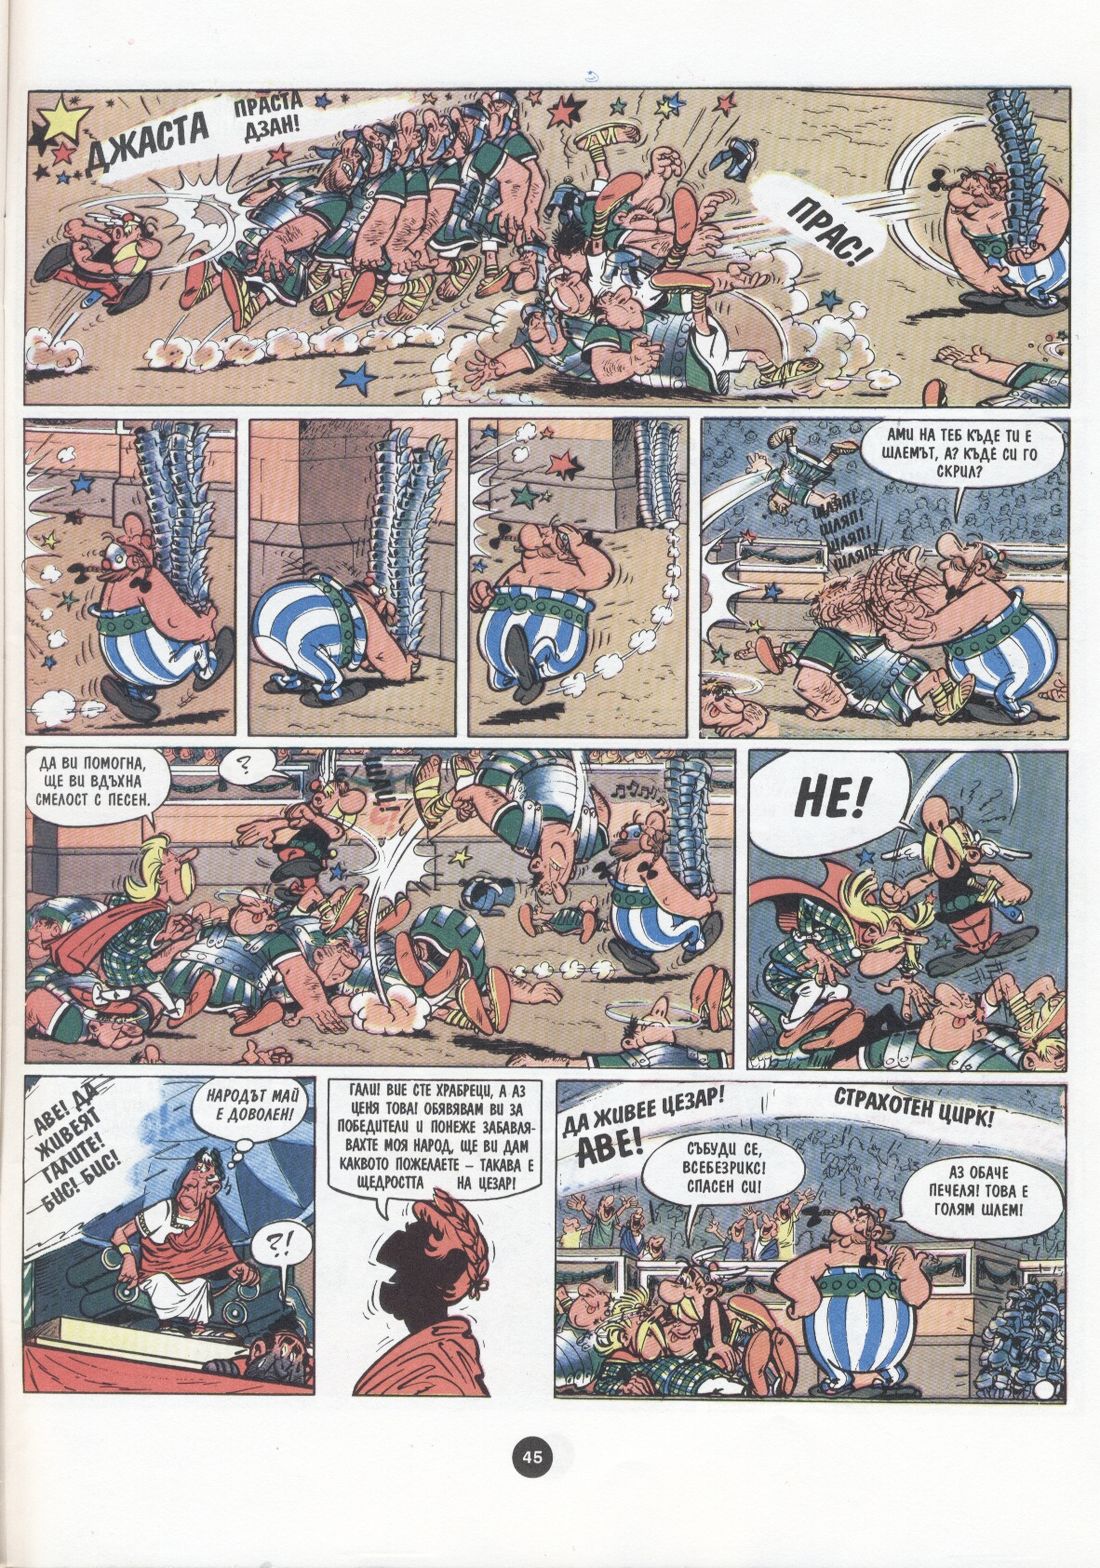 ДЖАСТА
ПРАСТА
ДЗАН!
ПРАС!
АМИ НА ТЕБ КЪДЕ ТИ Е
ШЛЕМЪТ, А? КЪДЕ СИ ГО
СКРИЛ?
ШЛЯП!
ШЛЯП!
ШЛЯП!
ШЛЯП!
ДА ВИ ПОМОГНА,
ЩЕ ВИ ВДЪХНА
СМЕЛОСТ С ПЕСЕН.
?
НЕ!
АВЕ! ДА
ЖИВЕЯТ
ГАЛИТЕ!
БИС! БИС!
НАРОДЪТ МАЙ
Е ДОВОЛЕН!
?!
ГАЛИ! ВИЕ СТЕ ХРАБРЕЦИ, А АЗ
ЦЕНЯ ТОВА! ОБЯВЯВАМ ВИ ЗА
ПОБЕДИТЕЛИ И ПОНЕЖЕ ЗАБАВЛЯ-
ВАХТЕ МОЯ НАРОД, ЩЕ ВИ ДАМ
КАКВОТО ПОЖЕЛАЕТЕ – ТАКАВА Е
ЩЕДРОСТТА НА ЦЕЗАР!
ДА ЖИВЕЕ ЦЕЗАР!
АВЕ!
СТРАХОТЕН ЦИРК!
СЪБУДИ СЕ,
ВСЕБЕЗРИКС!
СПАСЕН СИ!
АЗ ОБАЧЕ
ПЕЧЕЛЯ! ТОВА Е
ГОЛЯМ ШЛЕМ!
45